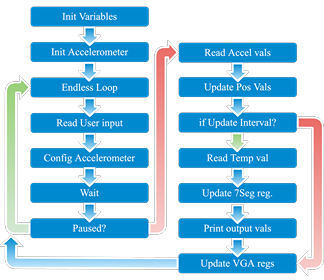 Init Variables
Init Accelerometer
Endless Loop
Read User input
Config Accelerometer
Wait
Paused?
Read Accel vals
Update Pos Vals
if Update Interval?
Read Temp val
Update 7Seg reg.
Print output vals
Update VGA regs